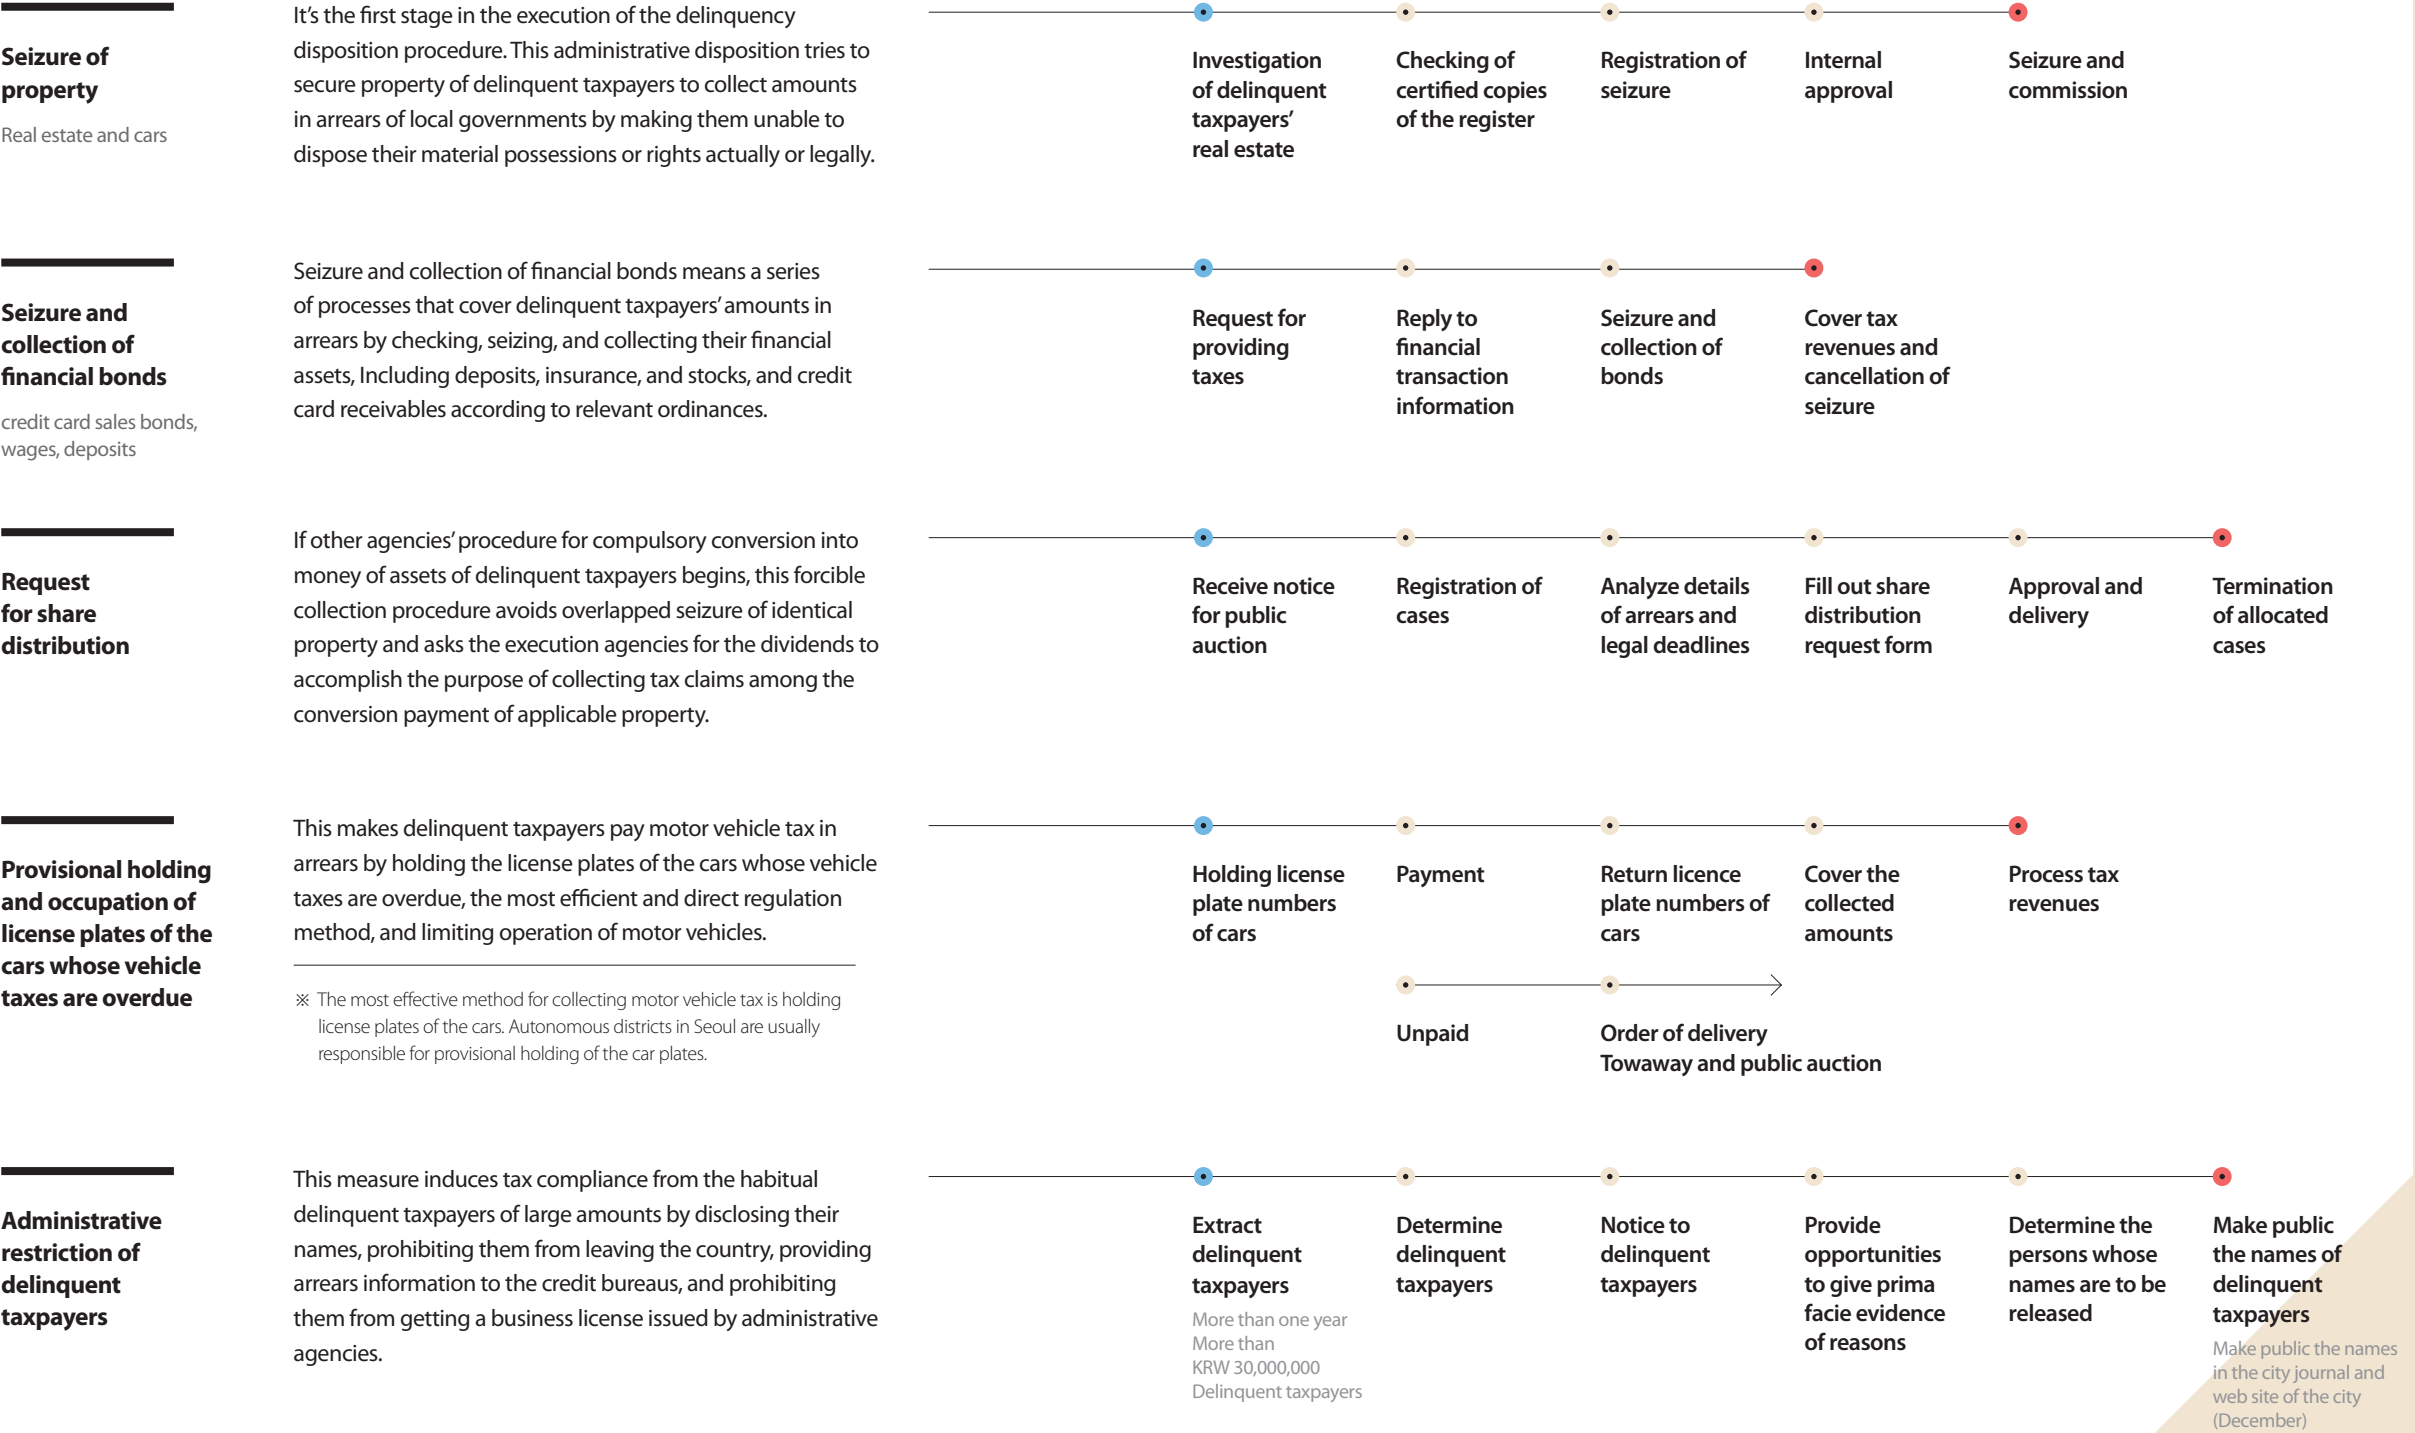 Seizure of
property
Real estate and cars
It's the first stage in the execution of the delinquency
disposition procedure. This administrative disposition tries to
secure property of delinquent taxpayers to collect amounts
in arrears of local governments by making them unable to
dispose their material possessions or rights actually or legally.
Investigation
of delinquent
taxpayers'
real estate
Checking of
certified copies
of the register
Registration of
seizure
Internal
approval
Seizure and
commission
Seizure and
collection of
financial bonds
credit card sales bonds,
wages, deposits
Seizure and collection of financial bonds means a series
of processes that cover delinquent taxpayers' amounts in
arrears by checking, seizing, and collecting their financial
assets, Including deposits, insurance, and stocks, and credit
card receivables according to relevant ordinances.
Request for
providing
taxes
Reply to
financial
transaction
information
Seizure and
collection of
bonds
Cover tax
revenues and
cancellation of
seizure
Request
for share
distribution
If other agencies' procedure for compulsory conversion into
money of assets of delinquent taxpayers begins, this forcible
collection procedure avoids overlapped seizure of identical
property and asks the execution agencies for the dividends to
accomplish the purpose of collecting tax claims among the
conversion payment of applicable property.
Receive notice
for public
auction
Registration of
cases
Analyze details
of arrears and
legal deadlines
Fill out share
distribution
request form
Approval and
delivery
Termination
of allocated
cases
Provisional holding
and occupation of
license plates of the
cars whose vehicle
taxes are overdue
This makes delinquent taxpayers pay motor vehicle tax in
arrears by holding the license plates of the cars whose vehicle
taxes are overdue, the most efficient and direct regulation
method, and limiting operation of motor vehicles.
※ The most effective method for collecting motor vehicle tax is holding
license plates of the cars. Autonomous districts in Seoul are usually
responsible for provisional holding of the car plates.
Holding license
plate numbers
of cars
Payment
Return licence
plate numbers of
cars
Cover the
collected
amounts
Process tax
revenues
Unpaid
Order of delivery
Towaway and public auction
Administrative
restriction of
delinquent
taxpayers
This measure induces tax compliance from the habitual
delinquent taxpayers of large amounts by disclosing their
names, prohibiting them from leaving the country, providing
arrears information to the credit bureaus, and prohibiting
them from getting a business license issued by administrative
agencies.
Extract
delinquent
taxpayers
More than one year
More than
KRW 30,000,000
Delinquent taxpayers
Determine
delinquent
taxpayers
Notice to
delinquent
taxpayers
Provide
opportunities
to give prima
facie evidence
of reasons
Determine the
persons whose
names are to be
released
Make public
the names of
delinquent
taxpayers
Make public the names
in the city journal and
web site of the city
(December)